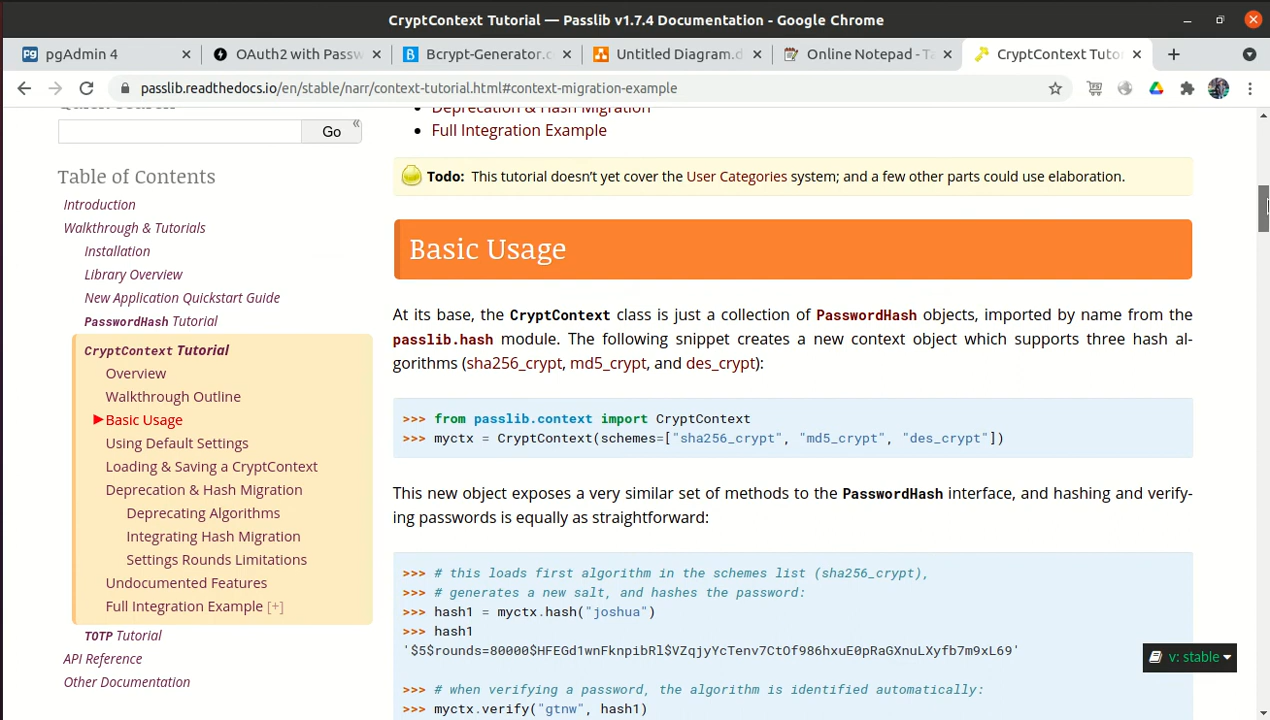 CryptContext Tutorial — Passlib v1.7.4 Documentation - Google Chrome
pgAdmin 4
OAuth2 with Passw
Bcrypt-Generator.c
Untitled Diagram.d
Online Notepad - Ta
CryptContext Tutor
passlib.readthedocs.io/en/stable/narr/context-tutorial.html#context-migration-example
Go
«
Table of Contents
Introduction
Walkthrough & Tutorials
Installation
Library Overview
New Application Quickstart Guide
PasswordHash Tutorial
CryptContext Tutorial
Overview
Walkthrough Outline
Basic Usage
Using Default Settings
Loading & Saving a CryptContext
Deprecation & Hash Migration
Deprecating Algorithms
Integrating Hash Migration
Settings Rounds Limitations
Undocumented Features
Full Integration Example [+]
TOTP Tutorial
API Reference
Other Documentation
Deprecation & Hash Migration
Full Integration Example
Todo: This tutorial doesn't yet cover the User Categories system; and a few other parts could use elaboration.
Basic Usage
At its base, the CryptContext class is just a collection of PasswordHash objects, imported by name from the
passlib.hash module. The following snippet creates a new context object which supports three hash al-
gorithms (sha256_crypt, md5_crypt, and des_crypt):
>>> from passlib.context import CryptContext
>>> myctx = CryptContext(schemes=["sha256_crypt", "md5_crypt", "des_crypt"])
This new object exposes a very similar set of methods to the PasswordHash interface, and hashing and verify-
ing passwords is equally as straightforward:
>>> # this loads first algorithm in the schemes list (sha256_crypt),
>>> # generates a new salt, and hashes the password:
>>> hash1 = myctx.hash("joshua")
>>> hash1
'$5$rounds=80000$HFEGd1wnFknpibRl$VZqjyYcTenv7CtOf986hxuE0pRaGXnuLXyfb7m9xL69'
>>> # when verifying a password, the algorithm is identified automatically:
>>> myctx.verify("gtnw", hash1)
v: stable